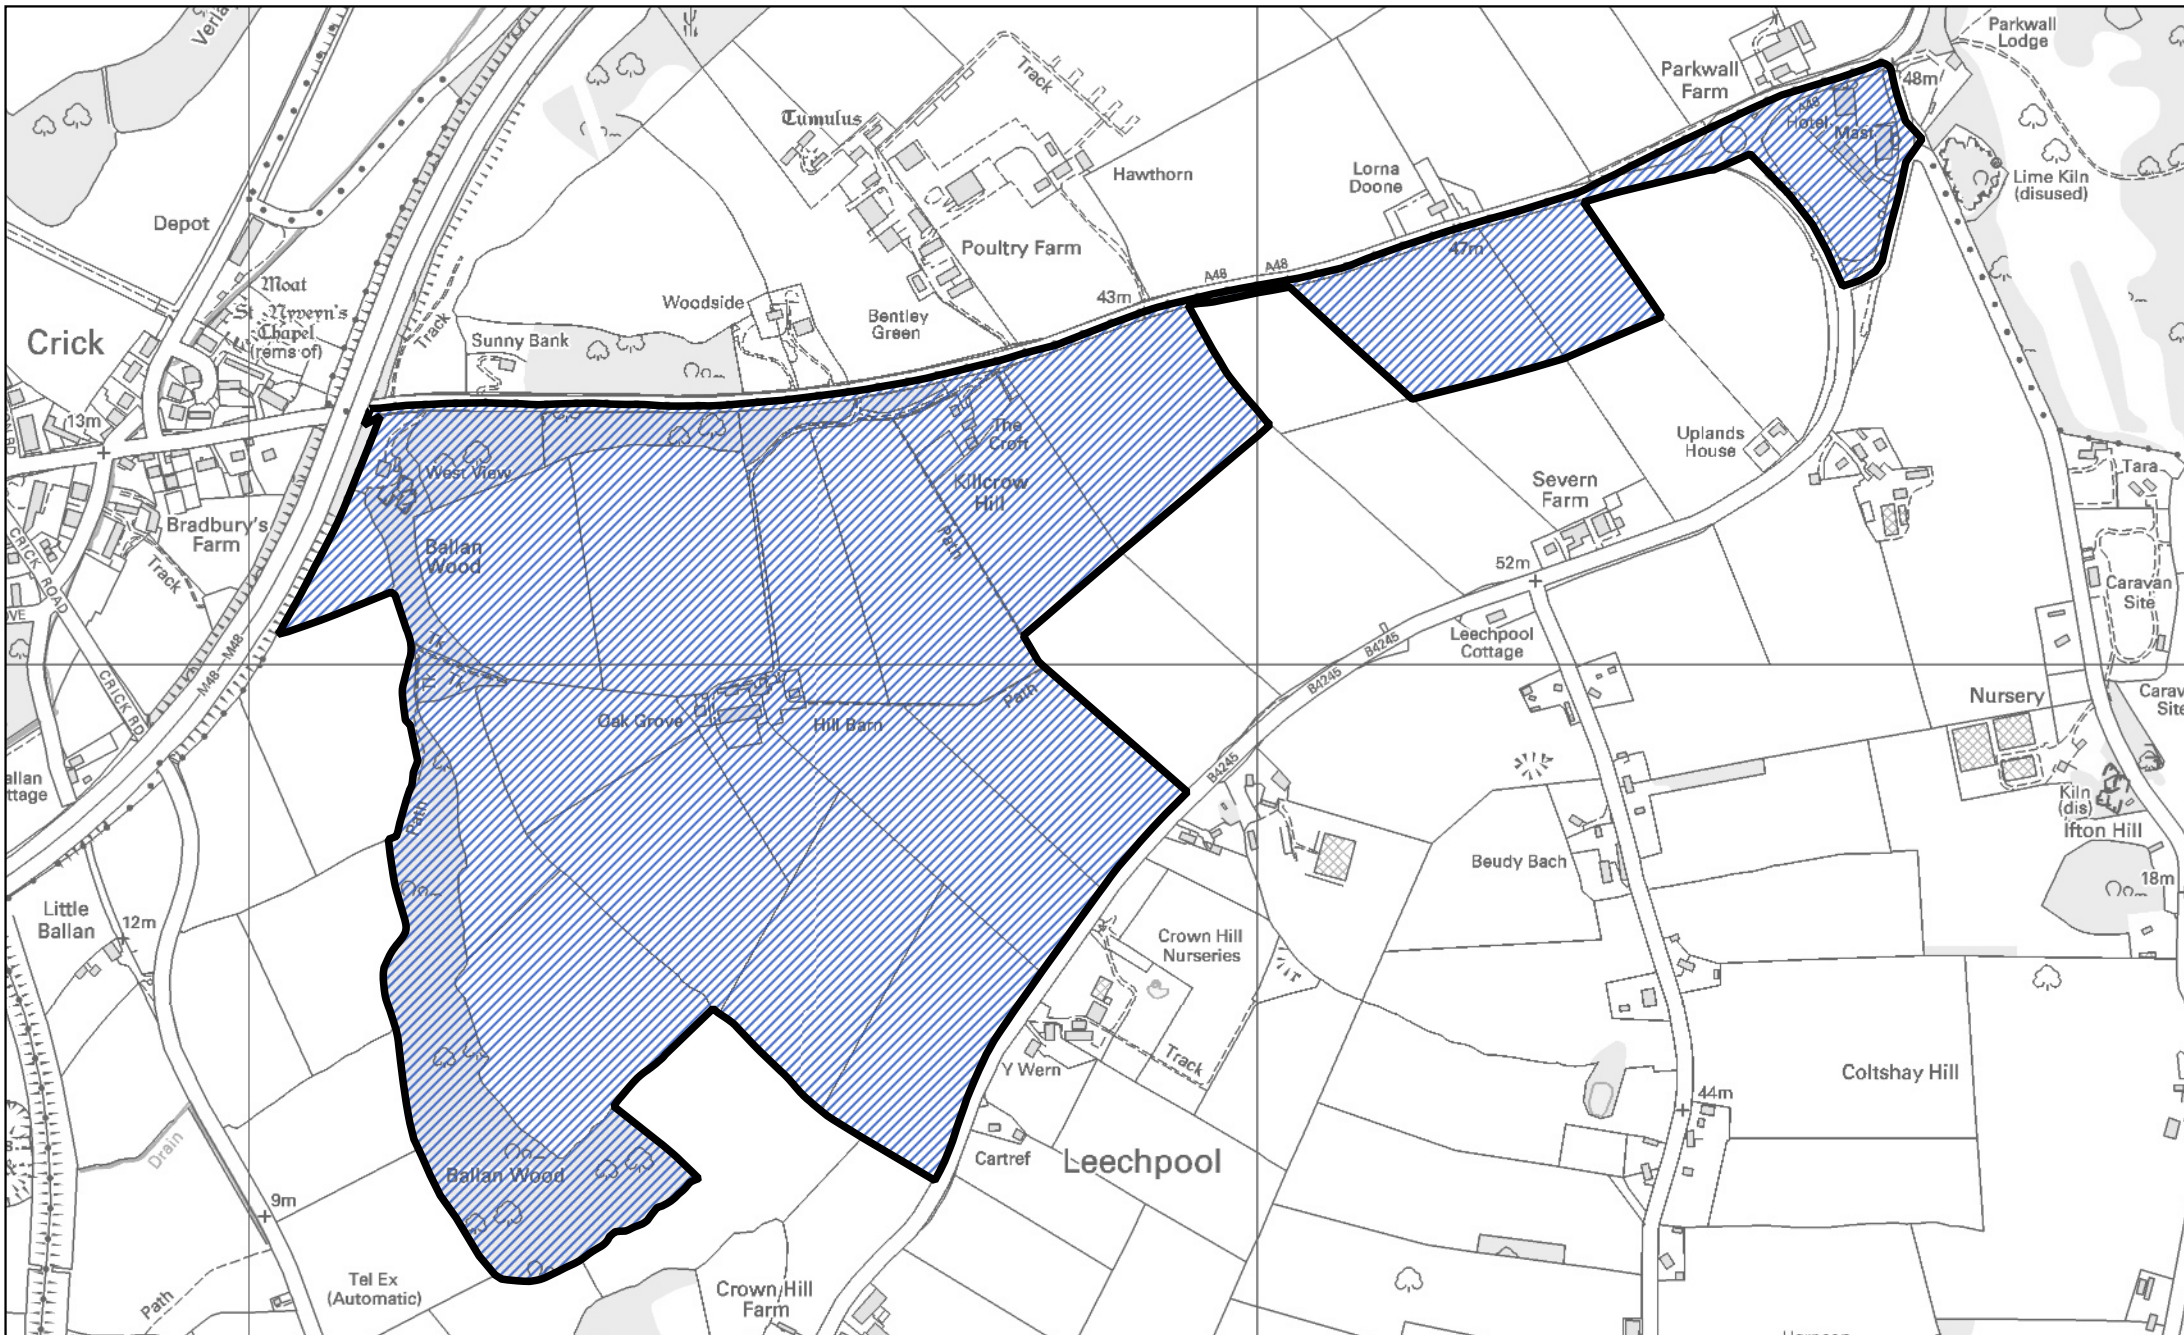 Parkwall
Lodge
Track
Parkwall
Farm
48m
A48
Hotel
Mast
Tumulus
Hawthorn
Lorna
Doone
Lime Kiln
(disused)
Depot
Poultry Farm
47m
A48
A48
Moat
St Nyveyn's
Chapel
(rems of)
Woodside
43m
Bentley
Green
Crick
Track
Sunny Bank
13m
The
Croft
Uplands
House
Tara
West View
Killcrow
Hill
Severn
Farm
Bradbury's
Farm
Path
Ballan
Wood
52m
Track
CRICK ROAD
Caravan
Site
B4245
Leechpool
Cottage
Tk
M48
M48
B4245
CRICK RD
Tk
Tk
Path
Nursery
Oak Grove
Hill Barn
B4245
Kiln
(dis)
Ifton Hill
Path
Beudy Bach
18m
Little
Ballan
12m
Crown Hill
Nurseries
Y Wern
Track
Coltshay Hill
44m
Drain
Cartref
Leechpool
Ballan Wood
9m
Tel Ex
(Automatic)
Path
Crown Hill
Farm